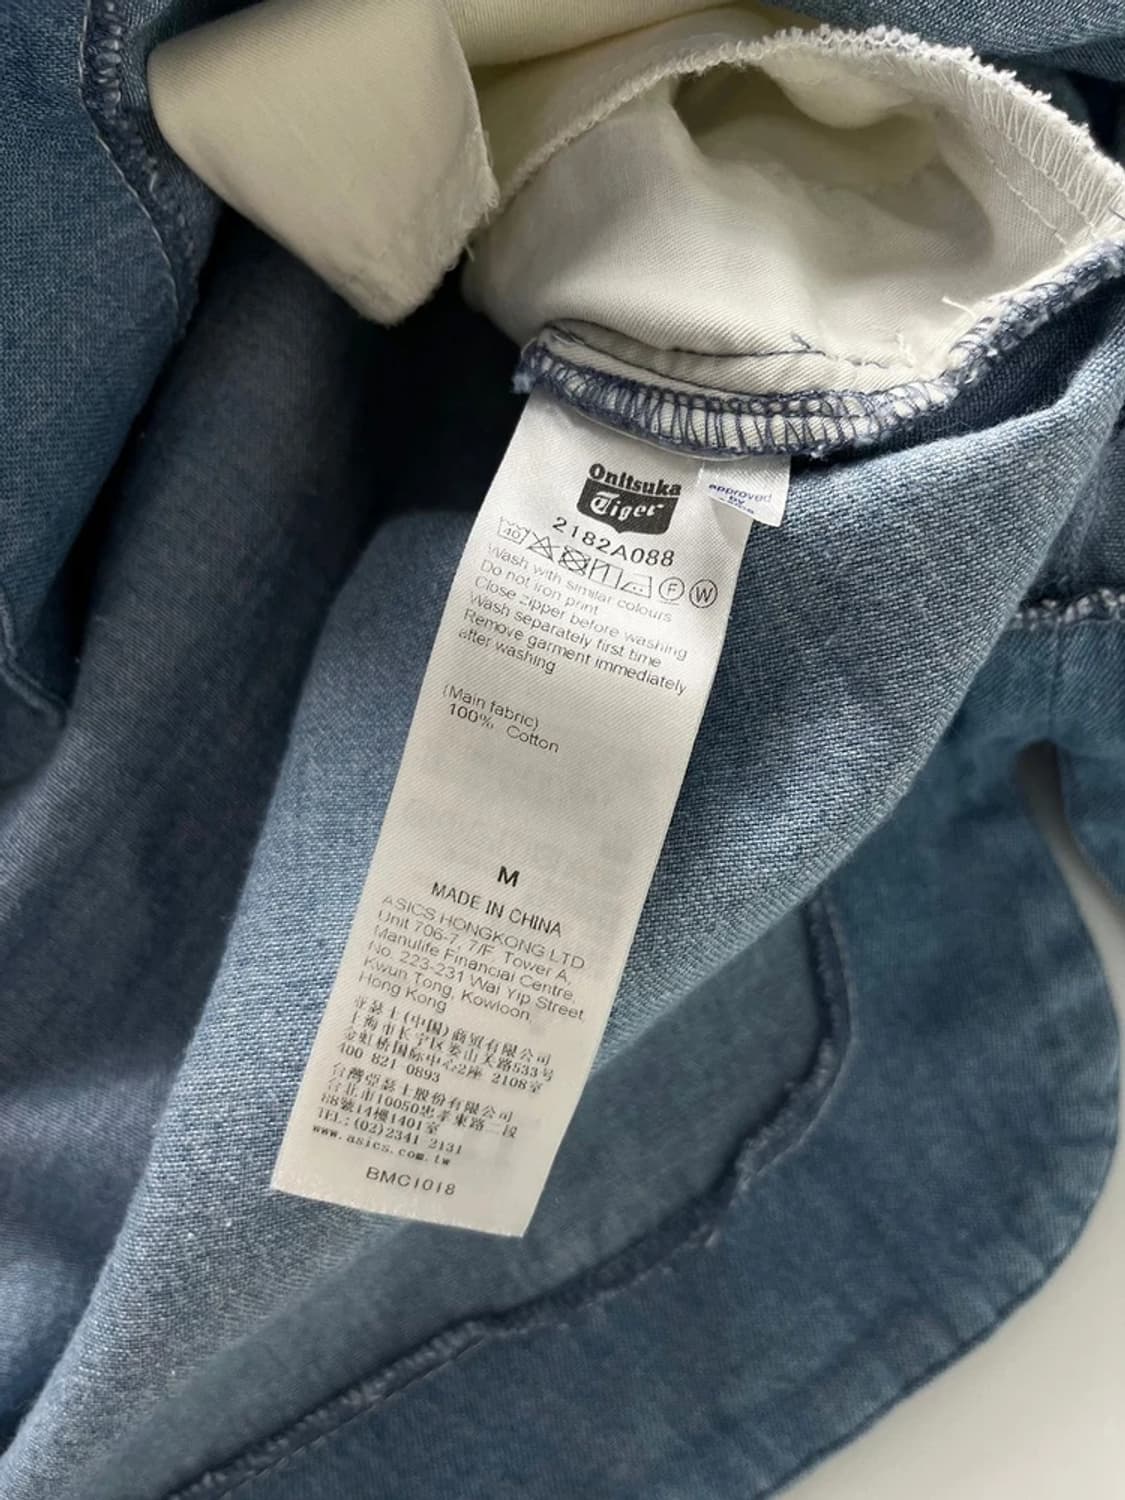 Onitsuka
Tiger
approved
by
2182A088
40
F W
Wash with similar colours
Do not iron print
Close zipper before washing
Wash separately first time
Remove garment immediately
after washing
(Main fabric)
100% Cotton
M
MADE IN CHINA
ASICS HONGKONG LTD
Unit 706-7, 7/F, Tower A,
Manulife Financial Centre,
No. 223-231 Wai Yip Street,
Kwun Tong, Kowloon,
Hong Kong
亚瑟士(中国)商贸有限公司
上海市长宁区娄山关路533号
金虹桥国际中心2座 2108室
400 821 0893
台灣亞瑟士股份有限公司
台北市10050忠孝東路二段
88號14樓1401室
TEL:(02)2341-2131
www.asics.com.tw
BMC1018